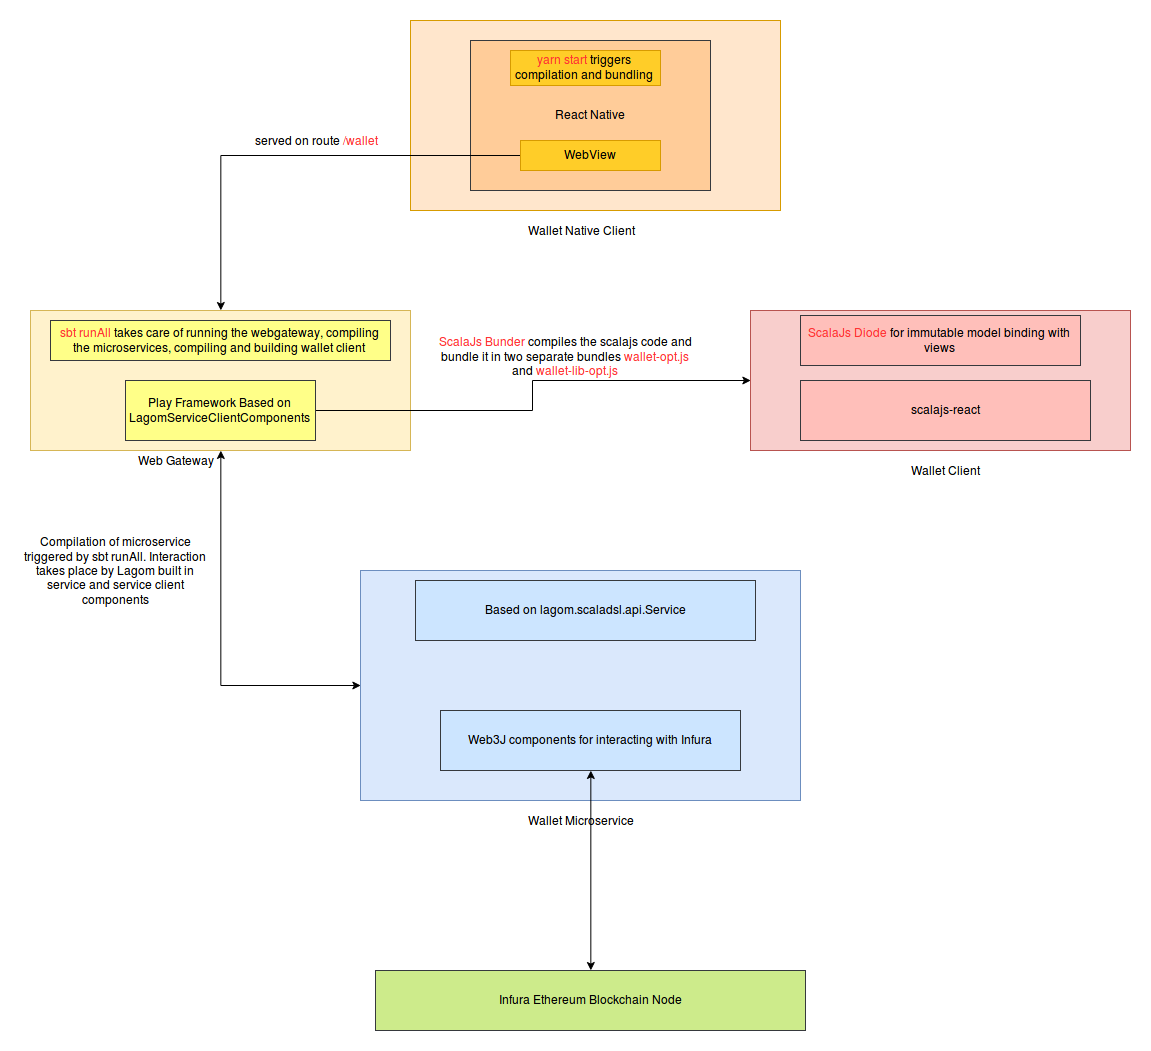 yarn start triggers
compilation and bundling
React Native
served on route /wallet
WebView
Wallet Native Client
sbt runAll takes care of running the webgateway, compiling
the microservices, compiling and building wallet client
Play Framework Based on
LagomServiceClientComponents
Web Gateway
ScalaJs Bunder compiles the scalajs code and
bundle it in two separate bundles wallet-opt.js
and wallet-lib-opt.js
ScalaJs Diode for immutable model binding with
views
scalajs-react
Wallet Client
Compilation of microservice
triggered by sbt runAll. Interaction
takes place by Lagom built in
service and service client
components
Based on lagom.scaladsl.api.Service
Web3J components for interacting with Infura
Wallet Microservice
Infura Ethereum Blockchain Node